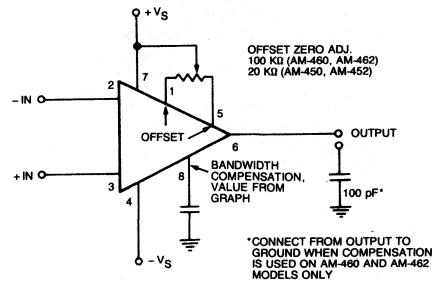 +VS
OFFSET ZERO ADJ.
100 KΩ (AM-460, AM-462)
20 KΩ (AM-450, AM-452)
7
2
1
– IN
5
OFFSET
6
OUTPUT
+ IN
3
4
8
BANDWIDTH
COMPENSATION,
VALUE FROM
GRAPH
100 pF*
–VS
*CONNECT FROM OUTPUT TO
GROUND WHEN COMPENSATION
IS USED ON AM-460 AND AM-462
MODELS ONLY